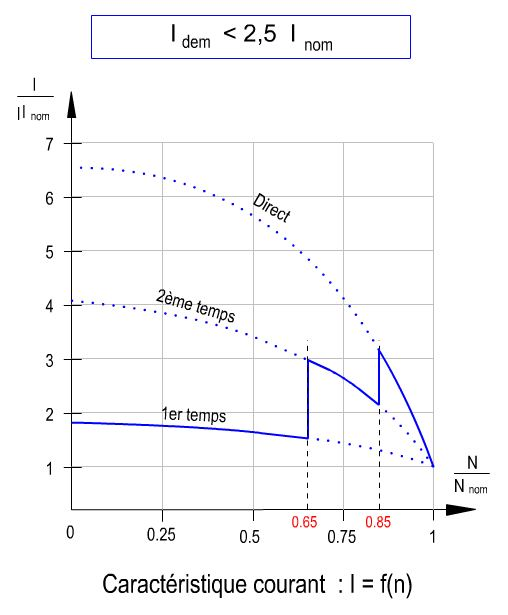 I dem < 2,5 I nom
I
II nom
7
6
5
4
3
2
1
Direct
2ème temps
1er temps
N
N nom
0
0.25
0.5
0.65
0.75
0.85
1
Caractéristique courant : I = f(n)